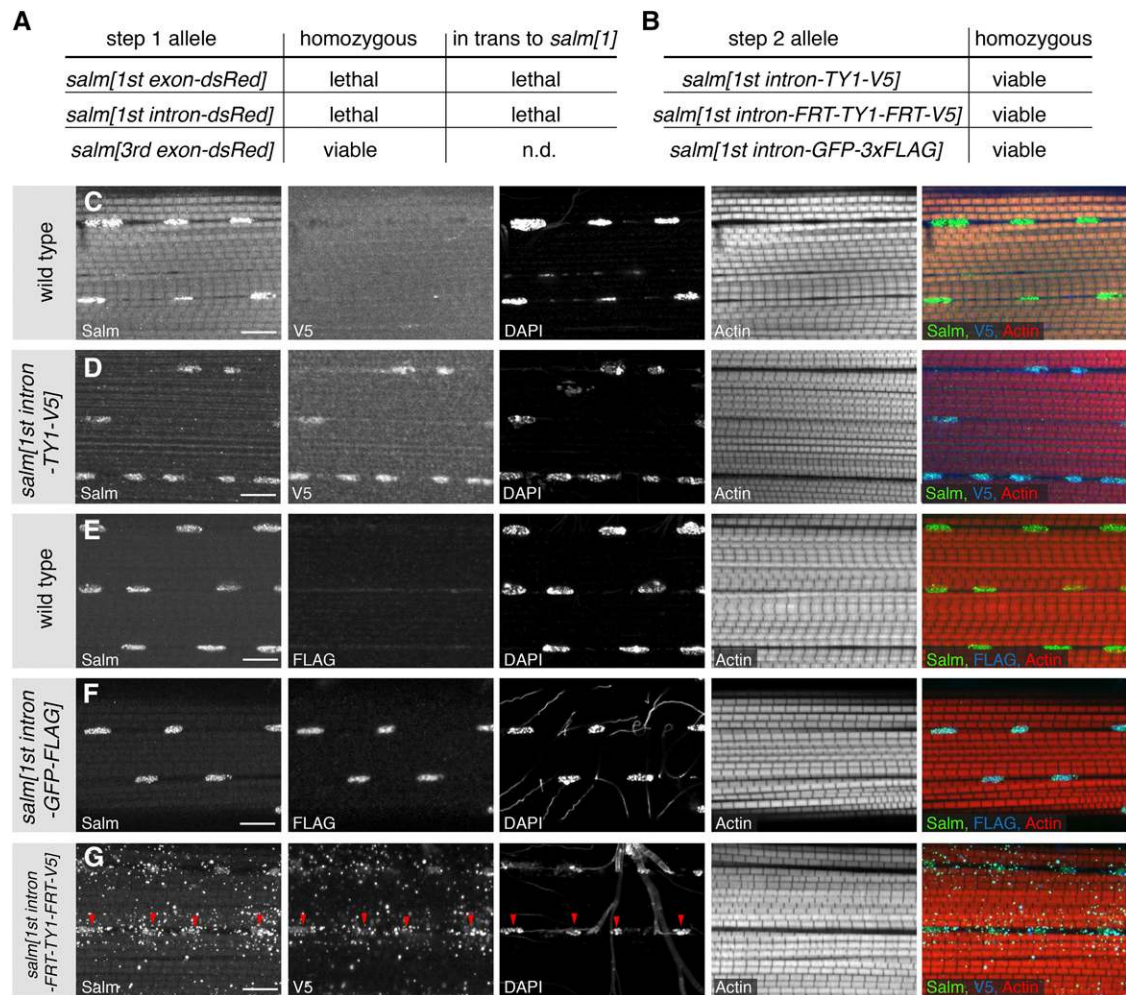 A
step 1 allele homozygous in trans to salm[1]
salm[1st exon-dsRed] lethal lethal
salm[1st intron-dsRed] lethal lethal
salm[3rd exon-dsRed] viable n.d.
B
step 2 allele homozygous
salm[1st intron-TY1-V5] viable
salm[1st intron-FRT-TY1-FRT-V5] viable
salm[1st intron-GFP-3xFLAG] viable
wild type
C
Salm V5 DAPI Actin Salm, V5, Actin
salm[1st intron
-TY1-V5]
D
Salm V5 DAPI Actin Salm, V5, Actin
wild type
E
Salm FLAG DAPI Actin Salm, FLAG, Actin
salm[1st intron
-GFP-FLAG]
F
Salm FLAG DAPI Actin Salm, FLAG, Actin
salm[1st intron
-FRT-TY1-FRT-V5]
G
Salm V5 DAPI Actin Salm, V5, Actin